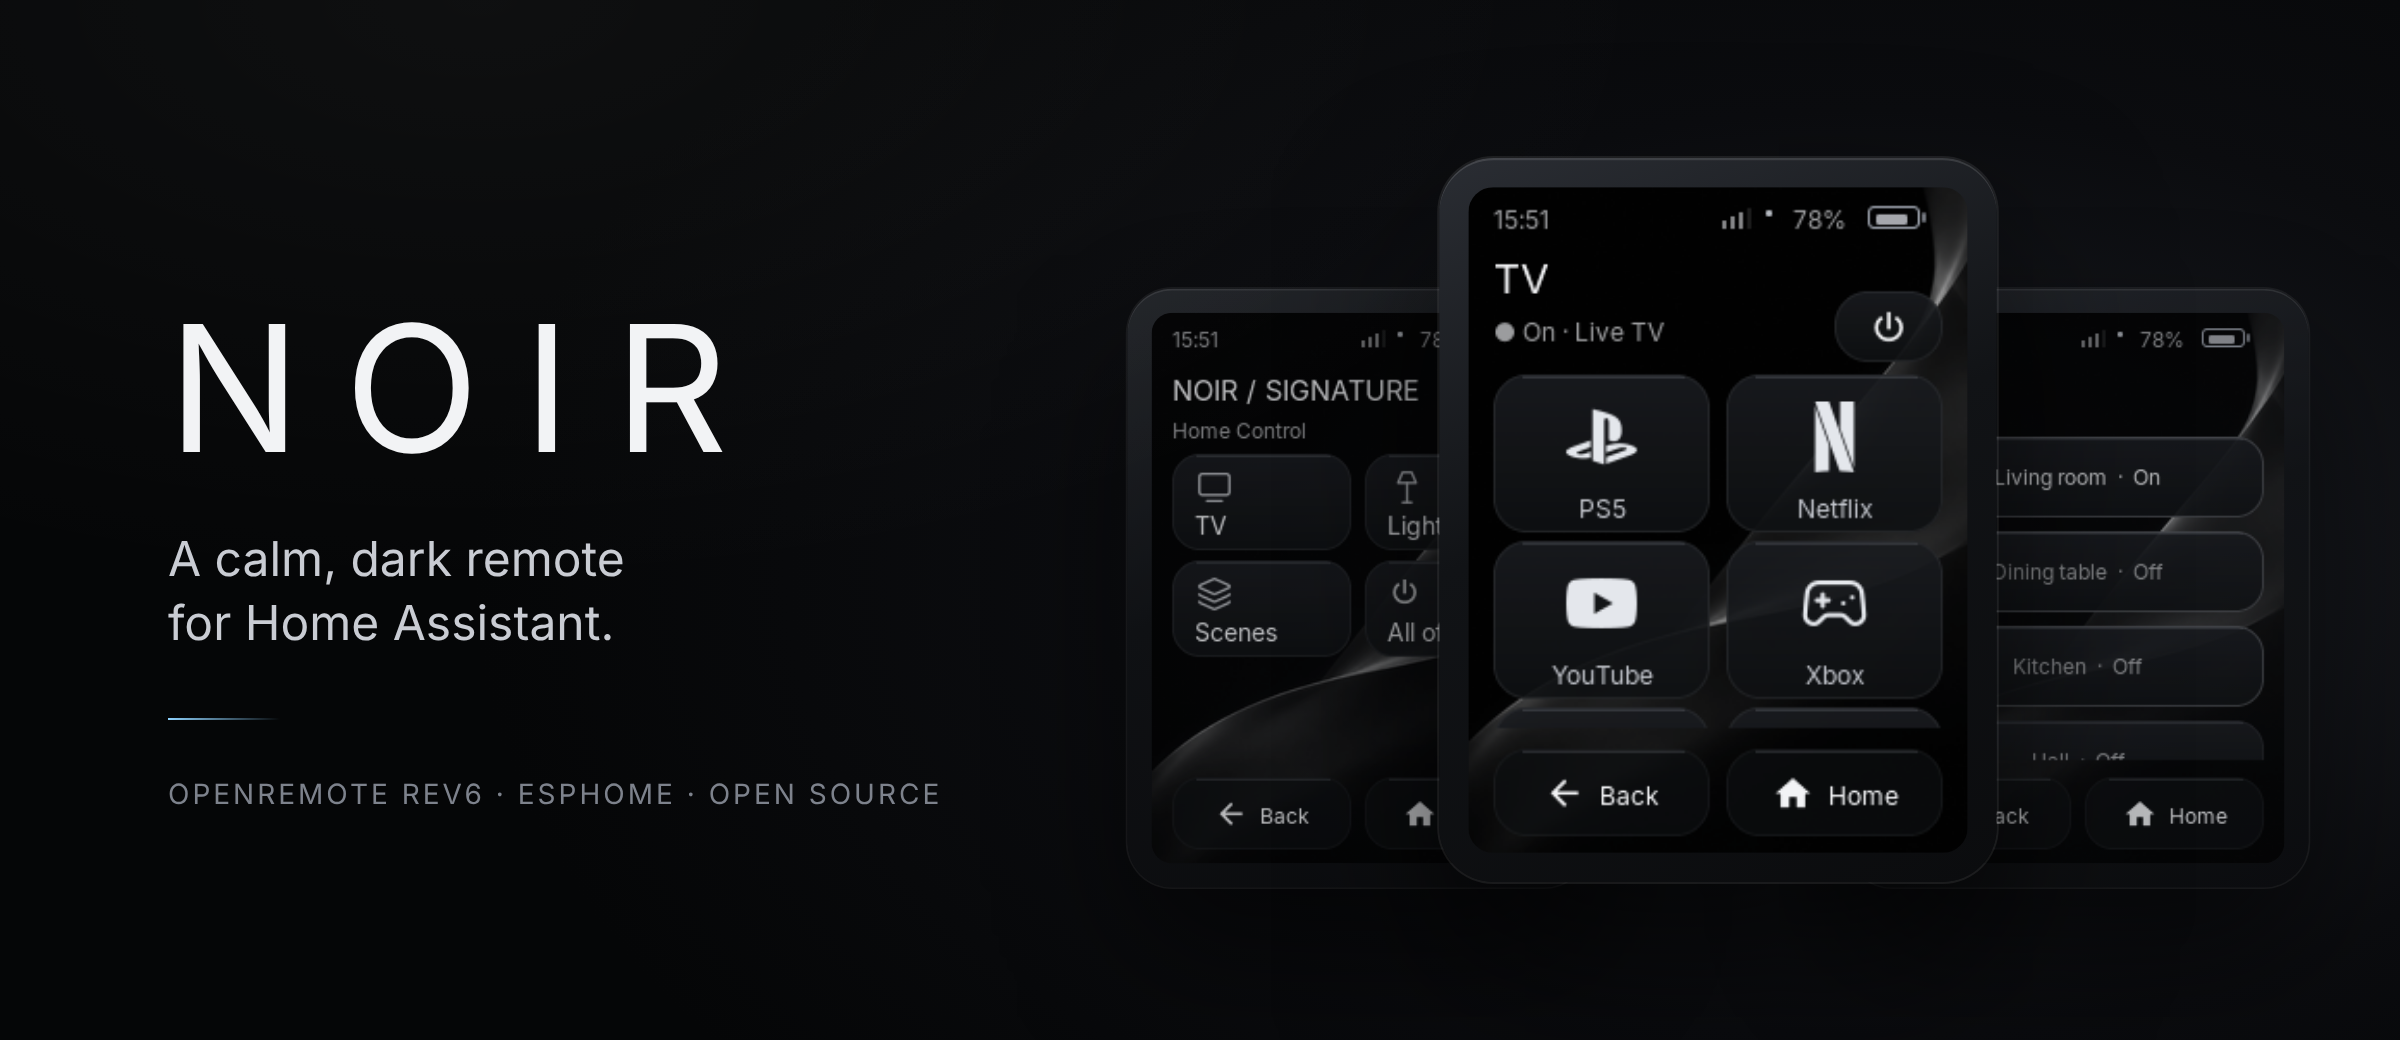 NOIR
A calm, dark remote
for Home Assistant.
OPENREMOTE REV6 · ESPHOME · OPEN SOURCE
15:51
NOIR / SIGNATURE
Home Control
TV
Scenes
Back
15:51 78%
TV
On · Live TV
PS5 Netflix
YouTube Xbox
Back Home
78%
Living room · On
Dining table · Off
Kitchen · Off
Home